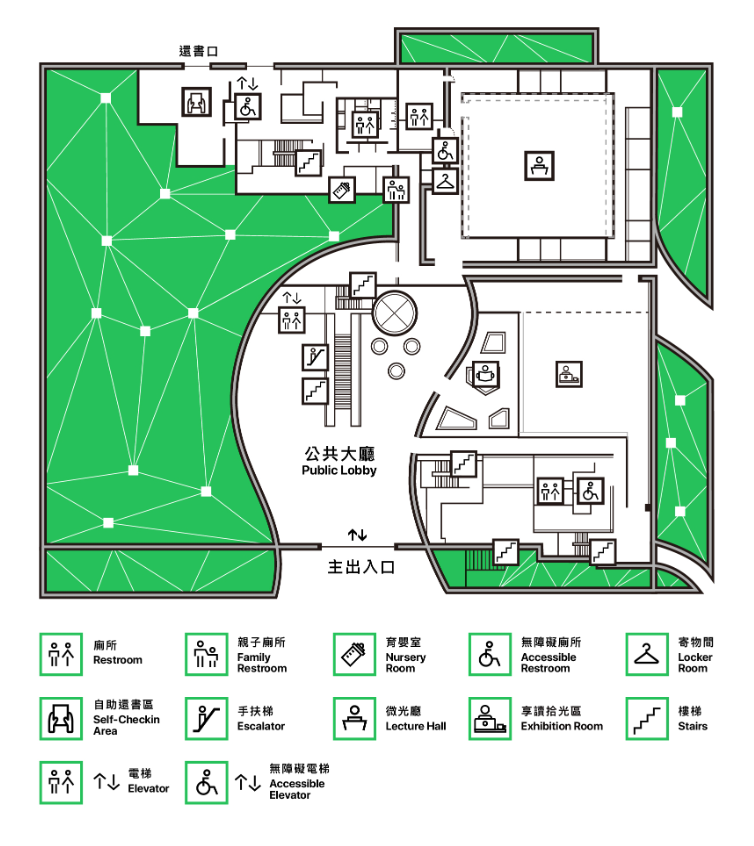 還書口
公共大廳
Public Lobby
主出入口
廁所
Restroom
親子廁所
Family
Restroom
育嬰室
Nursery
Room
無障礙廁所
Accessible
Restroom
寄物間
Locker
Room
自助還書區
Self-Checkin
Area
手扶梯
Escalator
微光廳
Lecture Hall
享讀拾光區
Exhibition Room
樓梯
Stairs
電梯
Elevator
無障礙電梯
Accessible
Elevator